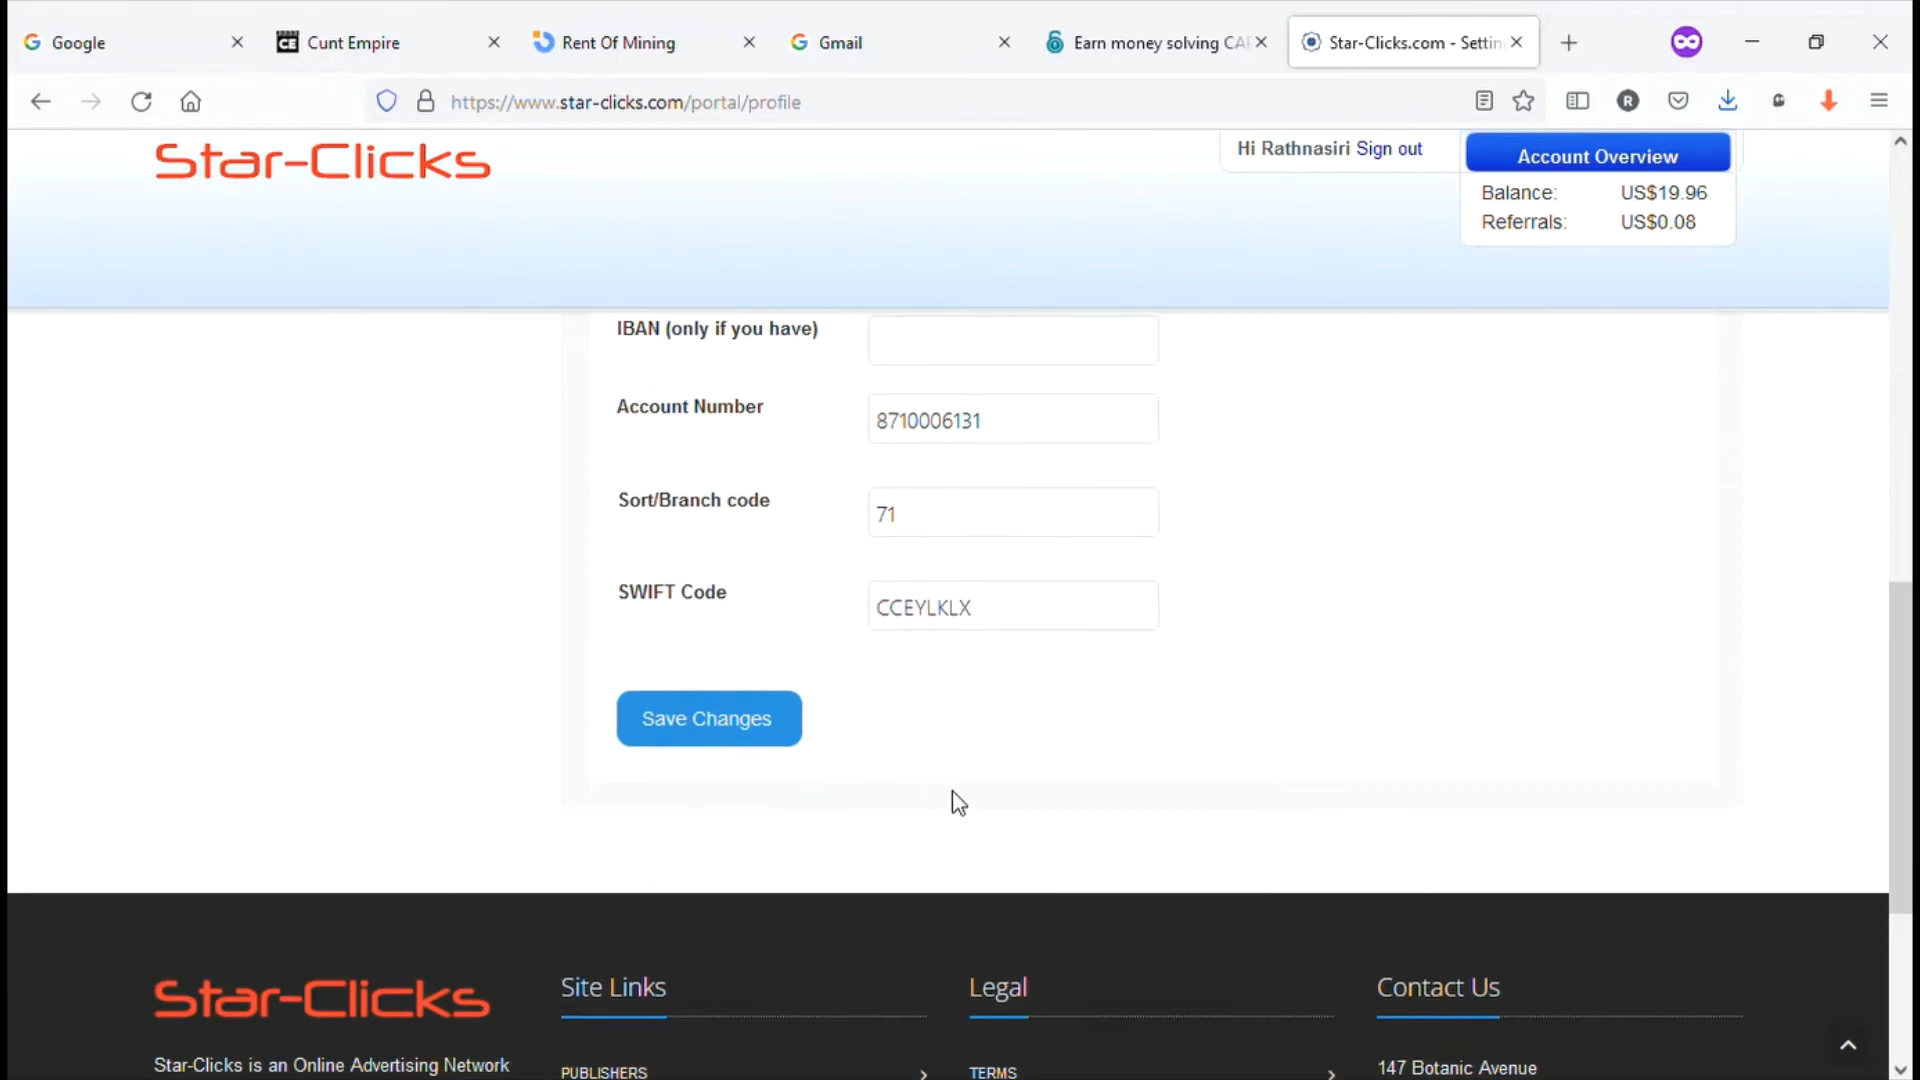 Google
Cunt Empire
Rent Of Mining
Gmail
Earn money solving CAP
Star-Clicks.com - Settin
https://www.star-clicks.com/portal/profile
R
Star-Clicks
Hi Rathnasiri Sign out
Account Overview
Balance: US$19.96
Referrals: US$0.08
IBAN (only if you have)
Account Number
8710006131
Sort/Branch code
71
SWIFT Code
CCEYLKLX
Save Changes
Star-Clicks
Site Links
Legal
Contact Us
Star-Clicks is an Online Advertising Network
PUBLISHERS
TERMS
147 Botanic Avenue